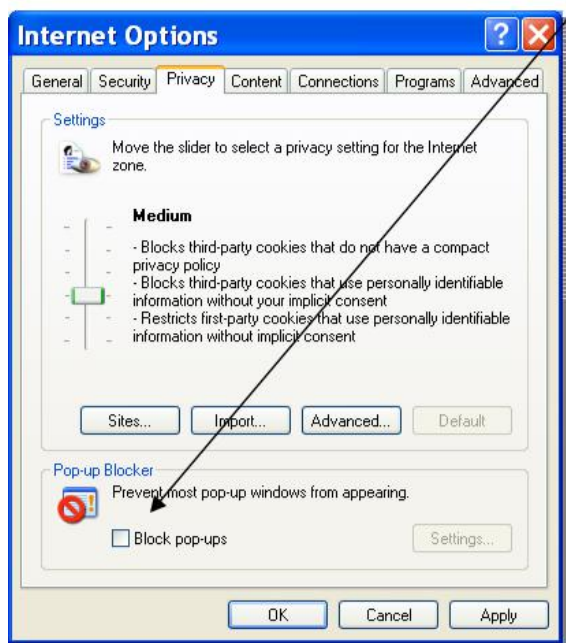 Internet Options
?
General Security Privacy Content Connections Programs Advanced
Settings
Move the slider to select a privacy setting for the Internet
zone.
Medium
- Blocks third-party cookies that do not have a compact
privacy policy
- Blocks third-party cookies that use personally identifiable
information without your implicit consent
- Restricts first-party cookies that use personally identifiable
information without implicit consent
Sites... Import... Advanced... Default
Pop-up Blocker
Prevent most pop-up windows from appearing.
Block pop-ups
Settings...
OK Cancel Apply